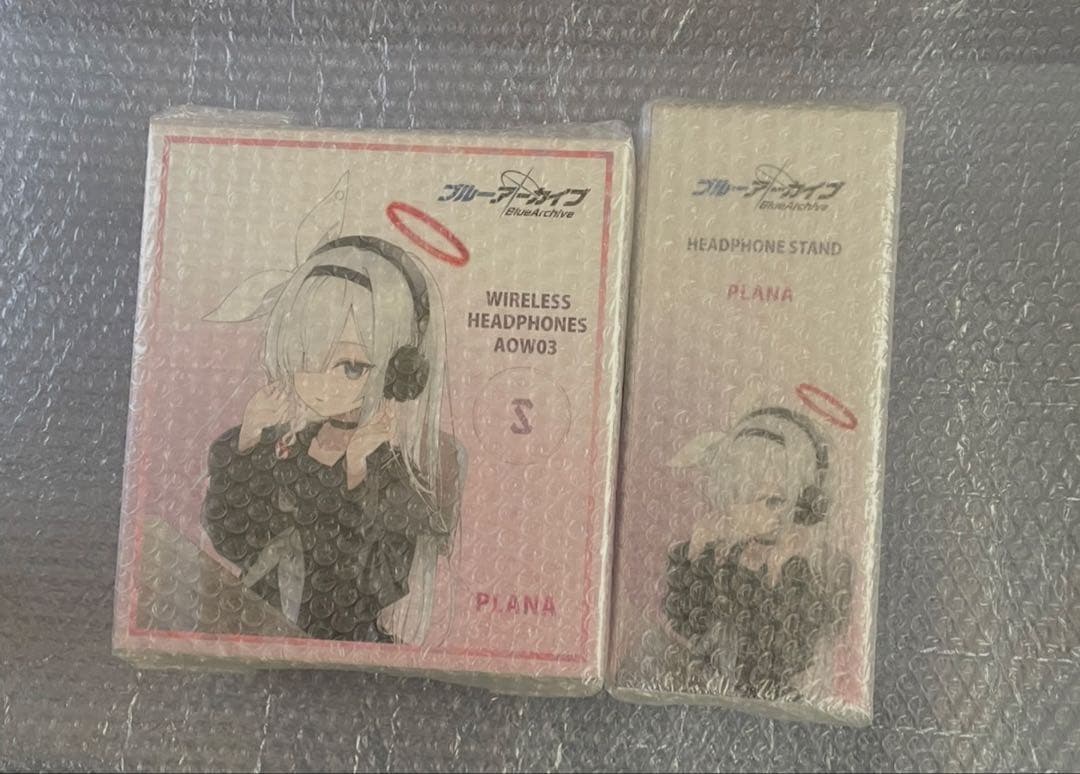 ブルーアーカイブ
BlueArchive
WIRELESS
HEADPHONES
AOW03
PLANA
ブルーアーカイブ
BlueArchive
HEADPHONE STAND
PLANA